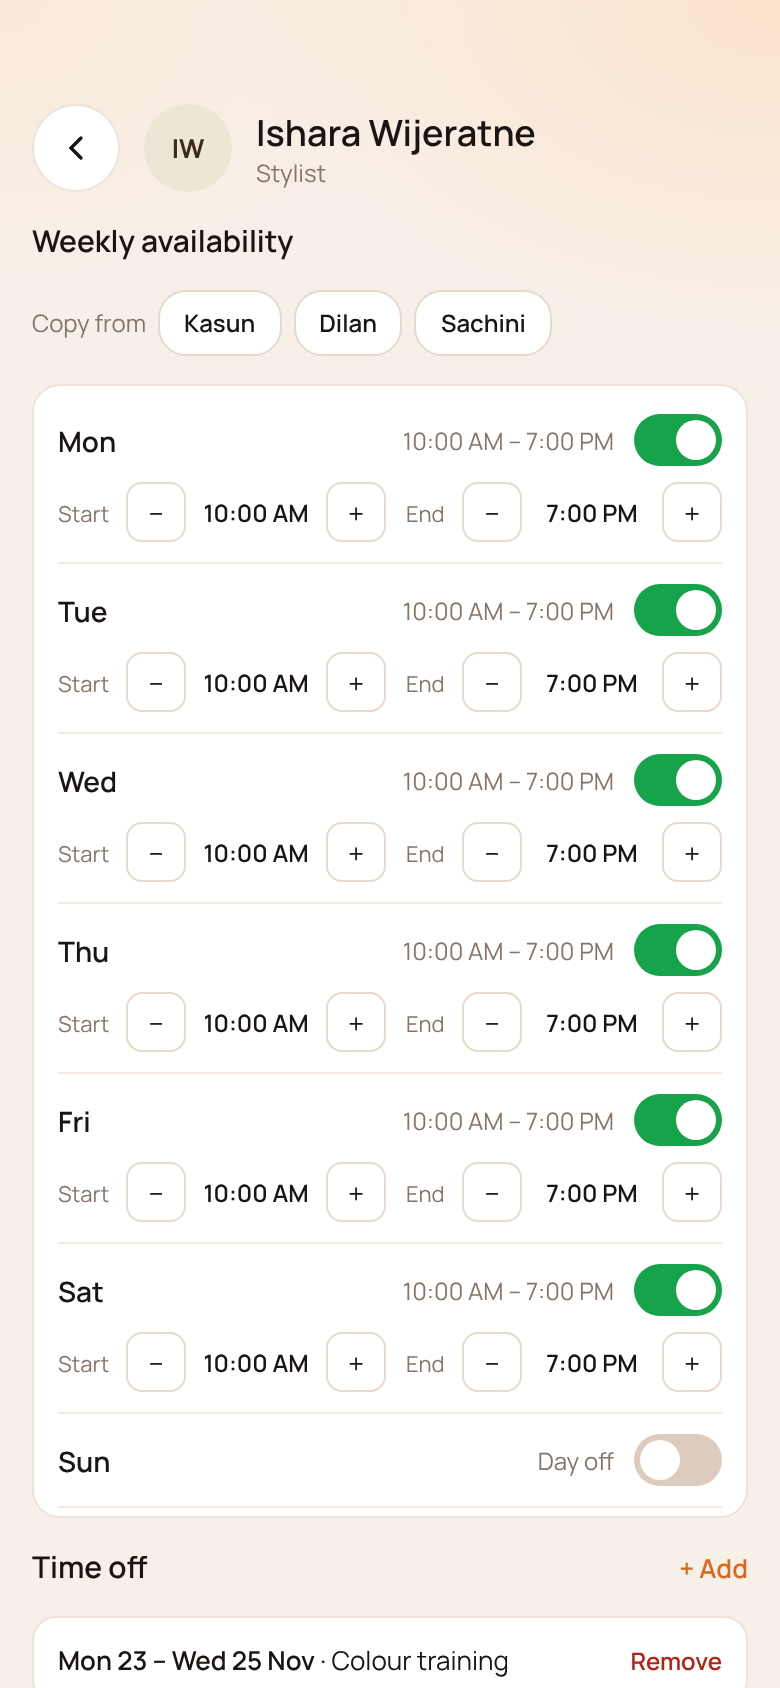 IW
Ishara Wijeratne
Stylist
Weekly availability
Copy from Kasun Dilan Sachini
Mon 10:00 AM – 7:00 PM
Start − 10:00 AM + End − 7:00 PM +
Tue 10:00 AM – 7:00 PM
Start − 10:00 AM + End − 7:00 PM +
Wed 10:00 AM – 7:00 PM
Start − 10:00 AM + End − 7:00 PM +
Thu 10:00 AM – 7:00 PM
Start − 10:00 AM + End − 7:00 PM +
Fri 10:00 AM – 7:00 PM
Start − 10:00 AM + End − 7:00 PM +
Sat 10:00 AM – 7:00 PM
Start − 10:00 AM + End − 7:00 PM +
Sun Day off
Time off + Add
Mon 23 – Wed 25 Nov · Colour training Remove